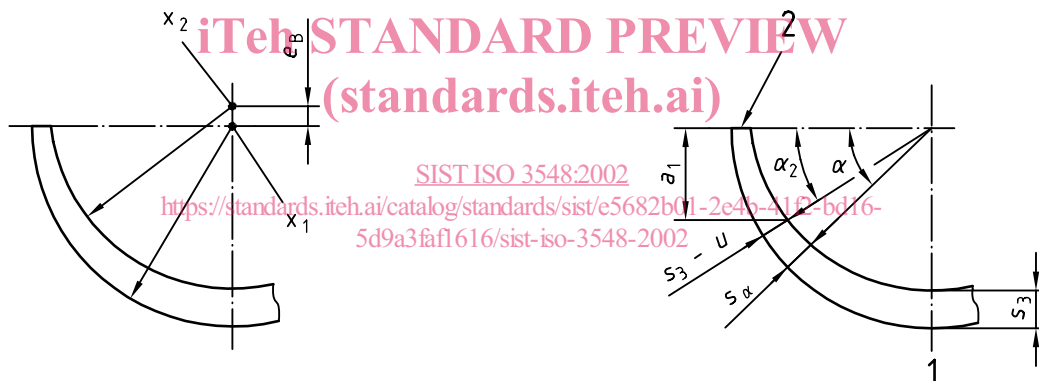 x2
eB
iTeh STANDARD PREVIEW
(standards.iteh.ai)
2
a1
α2
α
SIST ISO 3548:2002
https://standards.iteh.ai/catalog/standards/sist/e5682b01-2e4b-41f2-bd16-
5d9a3faf1616/sist-iso-3548-2002
x1
s3 - u
sα
s3
1